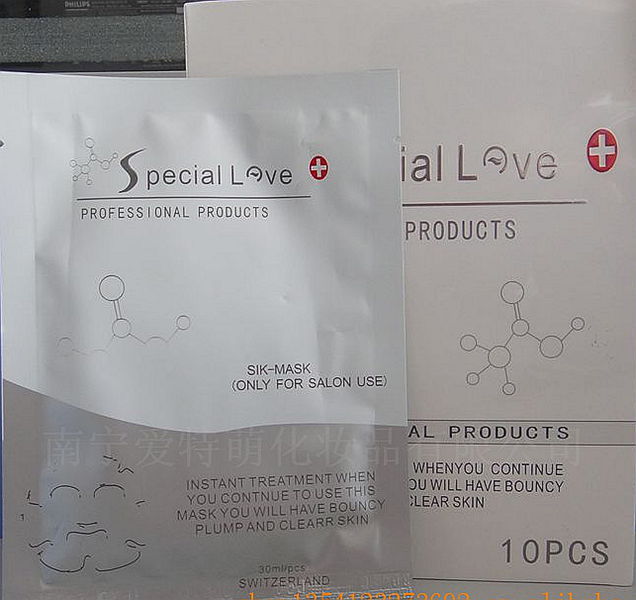 PHILIPS
Special Love
PROFESSIONAL PRODUCTS
SIK-MASK
(ONLY FOR SALON USE)
INSTANT TREATMENT WHEN
YOU CONTINUE TO USE THIS
MASK YOU WILL HAVE BOUNCY
PLUMP AND CLEARR SKIN
30ml/pcs
SWITZERLAND
ial Love
PRODUCTS
AL PRODUCTS
WHENYOU CONTINUE
OU WILL HAVE BOUNCY
CLEAR SKIN
10PCS
南宁爱特萌化妆品有限公司